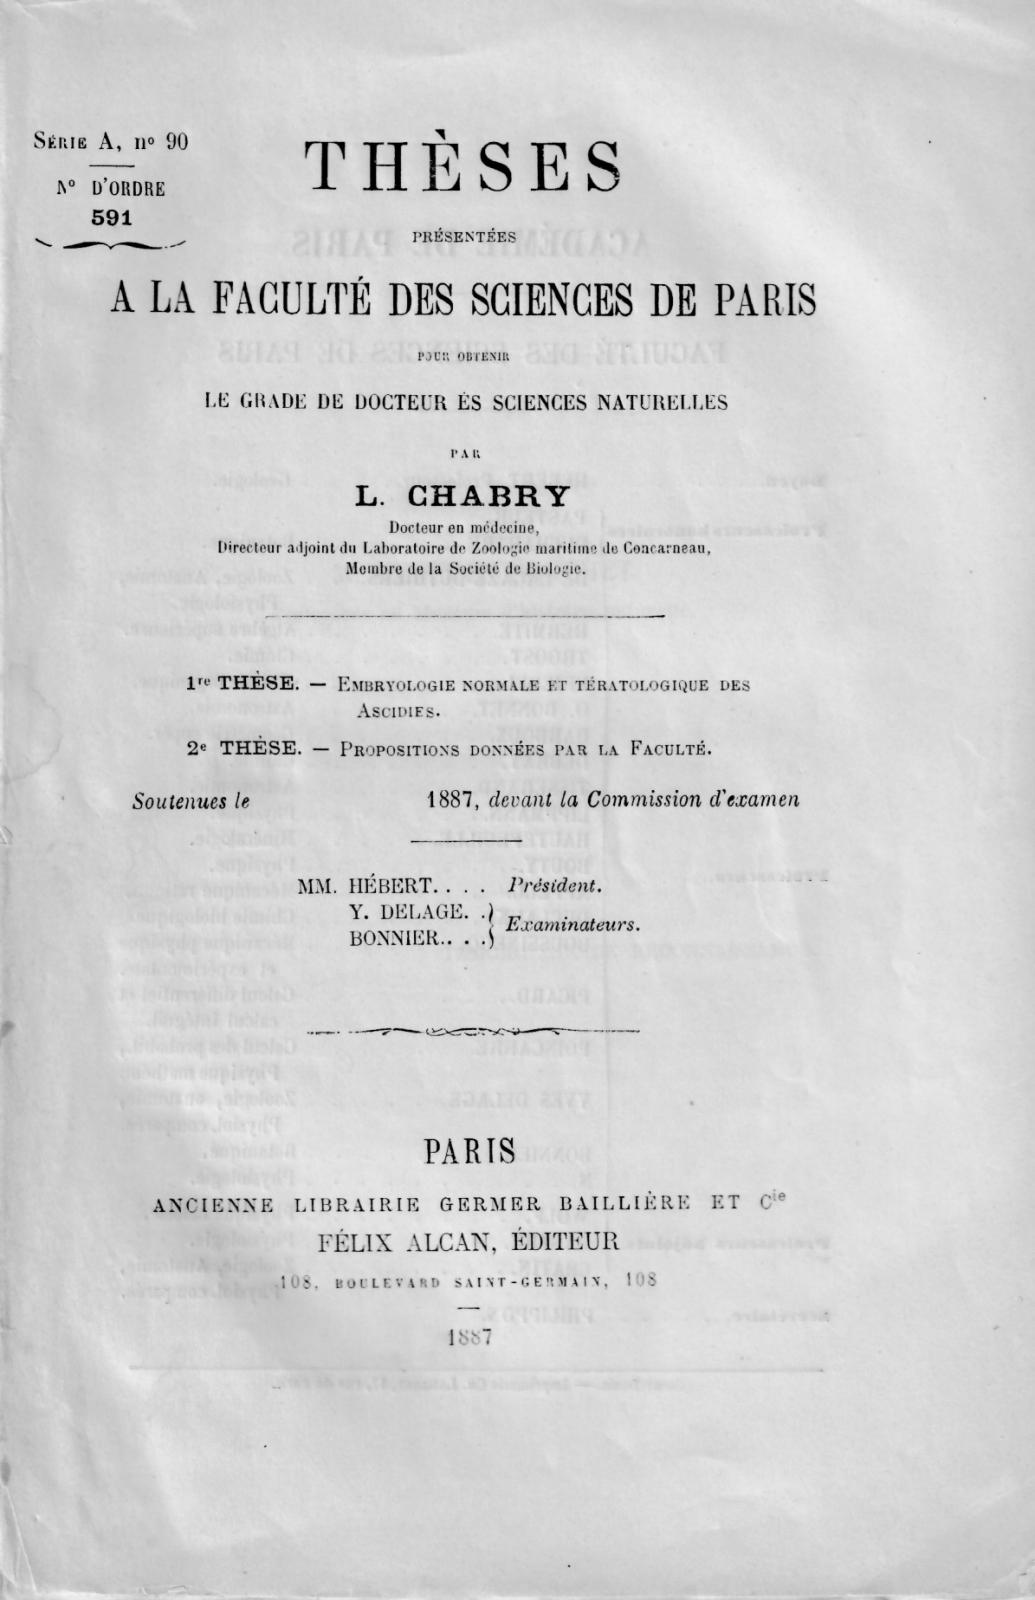 SÉRIE A, nº 90
Nº D'ORDRE
591
THÈSES
PRÉSENTÉES
A LA FACULTÉ DES SCIENCES DE PARIS
POUR OBTENIR
LE GRADE DE DOCTEUR ÈS SCIENCES NATURELLES
PAR
L. CHABRY
Docteur en médecine,
Directeur adjoint du Laboratoire de Zoologie maritime de Concarneau,
Membre de la Société de Biologie.
1re THÈSE. — EMBRYOLOGIE NORMALE ET TÉRATOLOGIQUE DES
ASCIDIES.
2e THÈSE. — PROPOSITIONS DONNÉES PAR LA FACULTÉ.
Soutenues le 1887, devant la Commission d'examen
MM. HÉBERT. . . . Président.
Y. DELAGE. . } Examinateurs.
BONNIER. . . . }
PARIS
ANCIENNE LIBRAIRIE GERMER BAILLIÈRE ET Cie
FÉLIX ALCAN, ÉDITEUR
108, BOULEVARD SAINT-GERMAIN, 108
1887